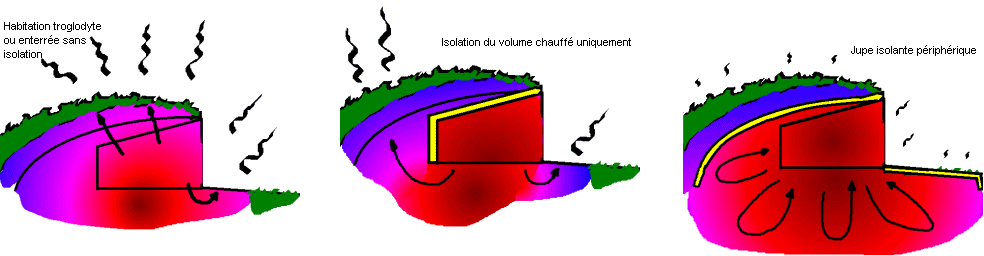 Habitation troglodyte
ou enterrée sans
isolation
Isolation du volume chauffé uniquement
Jupe isolante périphérique